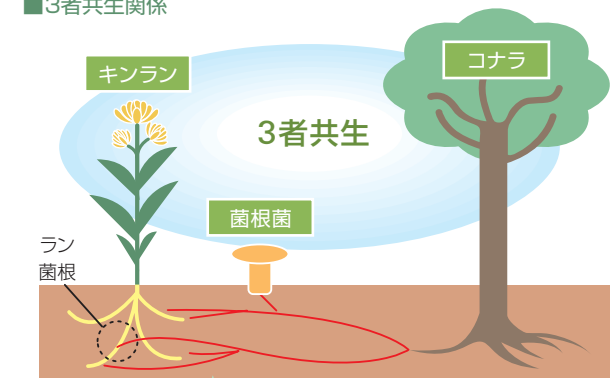 ■3者共生関係
キンラン
コナラ
3者共生
菌根菌
ラン
菌根